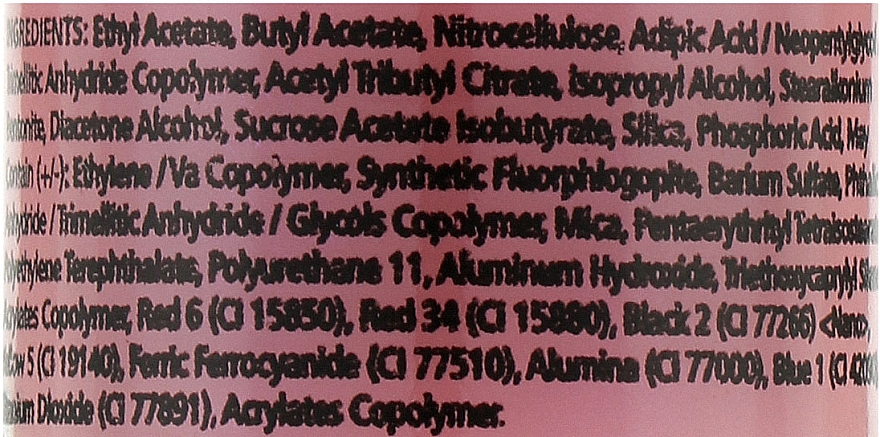 INGREDIENTS: Ethyl Acetate, Butyl Acetate, Nitrocellulose, Adipic Acid / Neopentyl glycol
Trimellitic Anhydride Copolymer, Acetyl Tributyl Citrate, Isopropyl Alcohol, Stearalkonium
Bentonite, Diacetone Alcohol, Sucrose Acetate Isobutyrate, Silica, Phosphoric Acid, May
Contain (+/-): Ethylene / Va Copolymer, Synthetic Fluorphlogopite, Barium Sulfate,
Anhydride / Trimellitic Anhydride / Glycols Copolymer, Mica, Pentaerythrityl
Terephthalate, Polyurethane 11, Aluminum Hydroxide, Triethoxycaprylyl
Copolymer, Red 6 (CI 15850), Red 34 (CI 15880), Black 2 (CI 77266) <Nano>,
5 (CI 19140), Ferric Ferrocyanide (CI 77510), Alumina (CI 77000), Blue 1 (CI
Dioxide (CI 77891), Acrylates Copolymer.